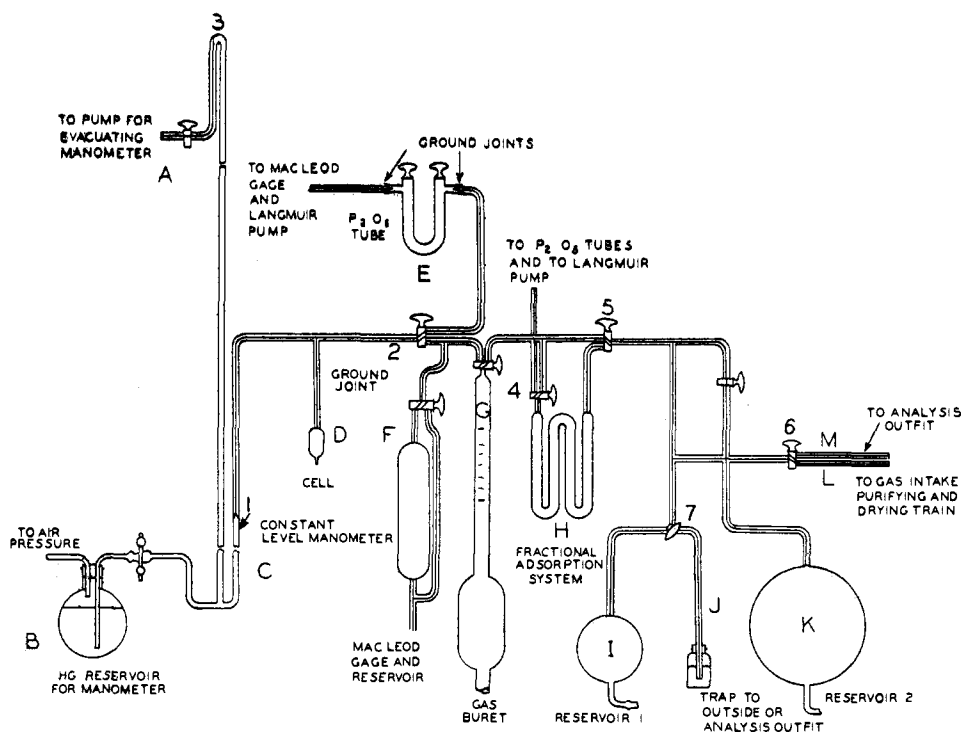 3
TO PUMP FOR
EVACUATING
MANOMETER
A
GROUND JOINTS
TO MAC LEOD
GAGE
AND
LANGMUIR
PUMP
P2 O5
TUBE
E
TO P2 O5 TUBES
AND TO LANGMUIR
PUMP
5
2
GROUND
JOINT
4
G
D
F
CELL
6
M
TO ANALYSIS
OUTFIT
L
TO GAS INTAKE
PURIFYING AND
DRYING TRAIN
1
CONSTANT
LEVEL MANOMETER
H
FRACTIONAL
ADSORPTION
SYSTEM
7
TO AIR
PRESSURE
C
J
B
I
K
HG RESERVOIR
FOR MANOMETER
MAC LEOD
GAGE AND
RESERVOIR
GAS
BURET
RESERVOIR 1
TRAP TO
OUTSIDE OR
ANALYSIS OUTFIT
RESERVOIR 2